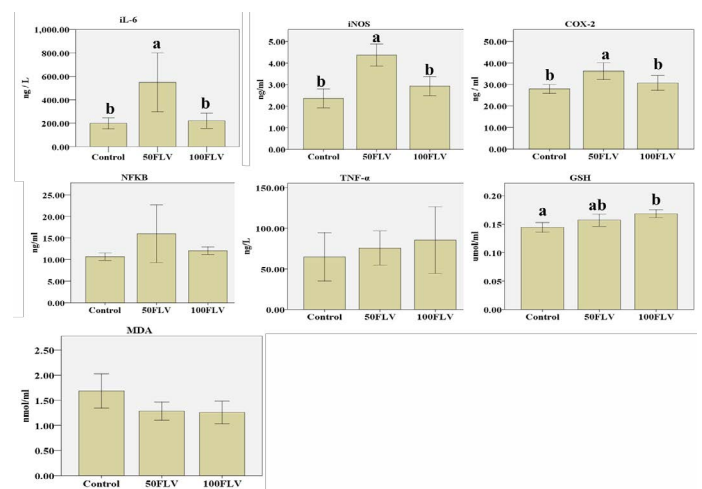 iL-6
1,000.00
a
800.00
600.00
ng / L
400.00
b
b
200.00
0.00
Control
50FLV
100FLV
iNOS
a
5.00
4.00
b
ng/ml
b
3.00
2.00
1.00
0.00
Control
50FLV
100FLV
COX-2
50.00
a
40.00
b
b
ng / ml
30.00
20.00
10.00
0.00
Control
50FLV
100FLV
NFKB
25.00
20.00
ng/ml
15.00
10.00
5.00
0.00
Control
50FLV
100FLV
TNF-α
150.00
100.00
ng/L
50.00
0.00
Control
50FLV
100FLV
GSH
0.20
a
ab
b
0.15
umol/ml
0.10
0.05
0.00
Control
50FLV
100FLV
MDA
2.50
2.00
nmol/ml
1.50
1.00
0.50
0.00
Control
50FLV
100FLV